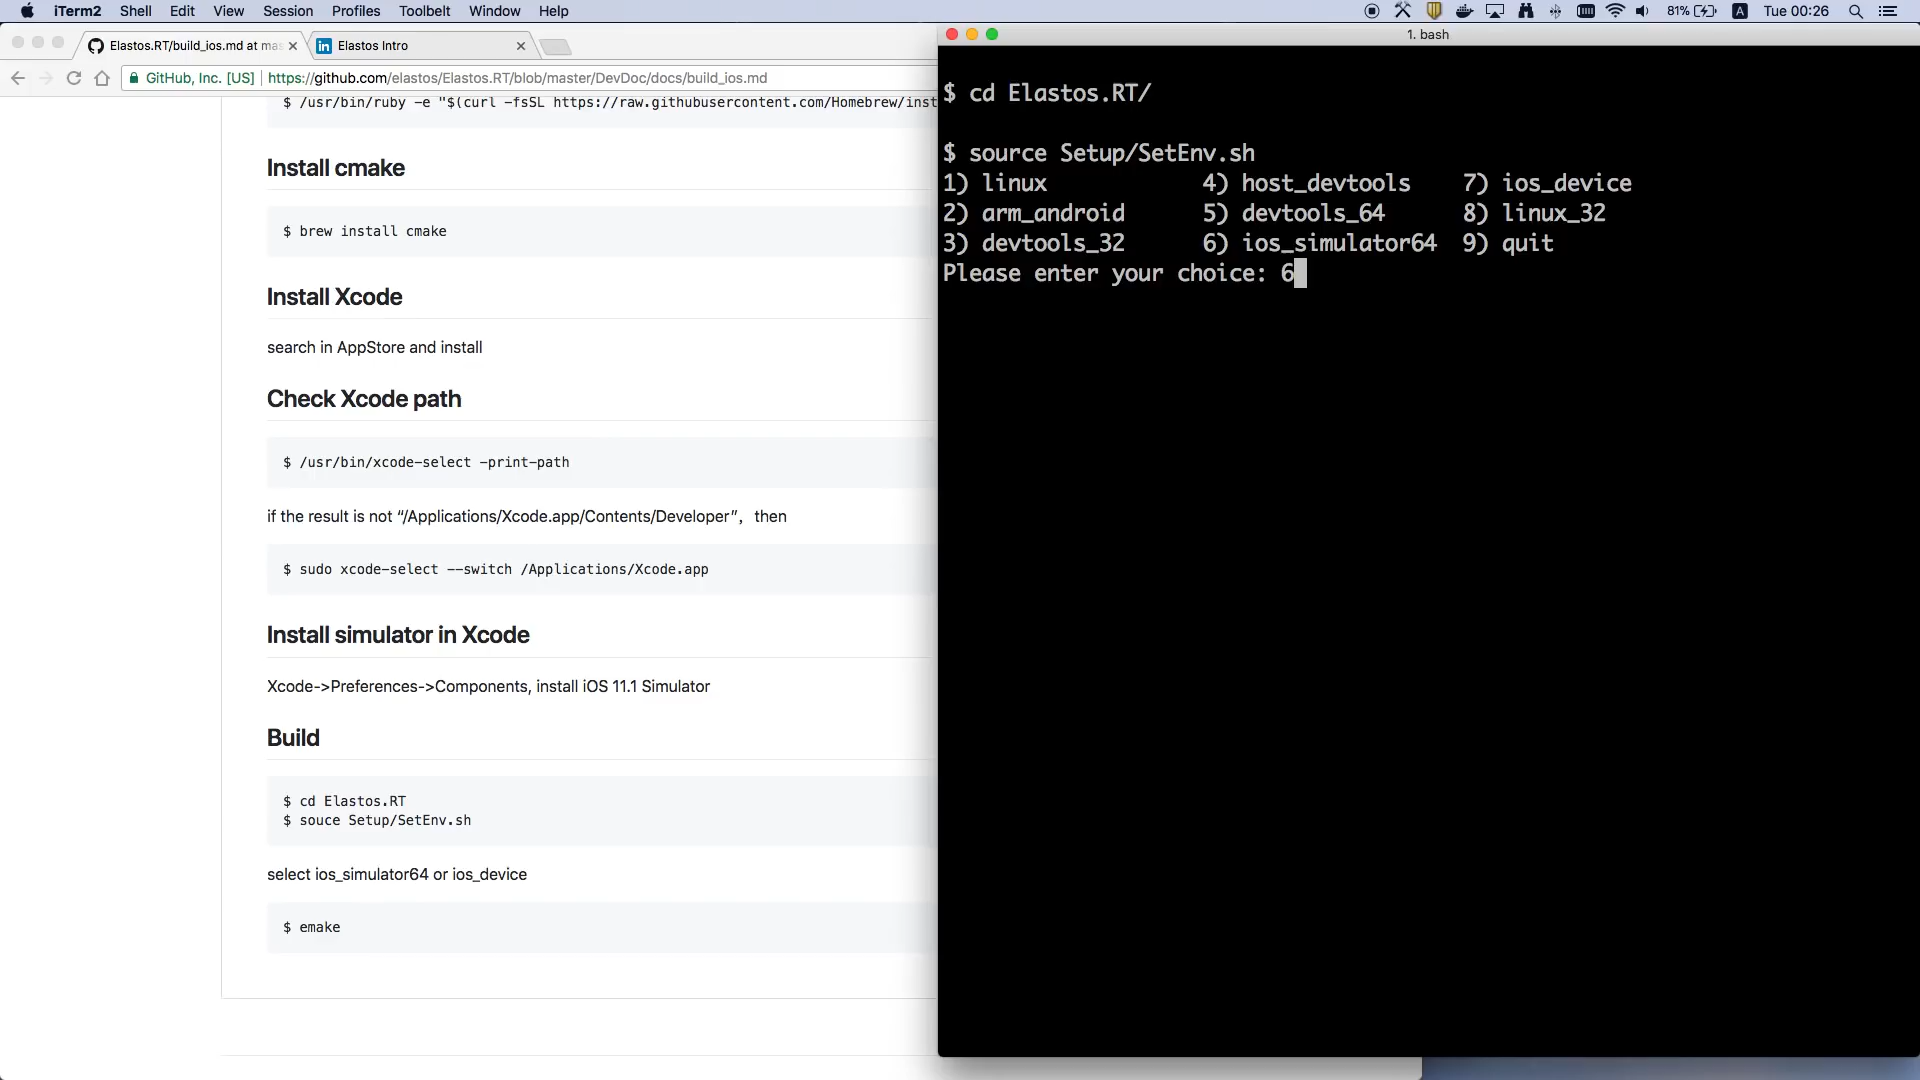 iTerm2 Shell Edit View Session Profiles Toolbelt Window Help 81% A Tue 00:26
Elastos.RT/build_ios.md at mas
Elastos Intro
GitHub, Inc. [US] https://github.com/elastos/Elastos.RT/blob/master/DevDoc/docs/build_ios.md
$ /usr/bin/ruby -e "$(curl -fsSL https://raw.githubusercontent.com/Homebrew/inst
Install cmake
$ brew install cmake
Install Xcode
search in AppStore and install
Check Xcode path
$ /usr/bin/xcode-select -print-path
if the result is not “/Applications/Xcode.app/Contents/Developer”，then
$ sudo xcode-select --switch /Applications/Xcode.app
Install simulator in Xcode
Xcode->Preferences->Components, install iOS 11.1 Simulator
Build
$ cd Elastos.RT
$ souce Setup/SetEnv.sh
select ios_simulator64 or ios_device
$ emake
1. bash
$ cd Elastos.RT/
$ source Setup/SetEnv.sh
1) linux 4) host_devtools 7) ios_device
2) arm_android 5) devtools_64 8) linux_32
3) devtools_32 6) ios_simulator64 9) quit
Please enter your choice: 6